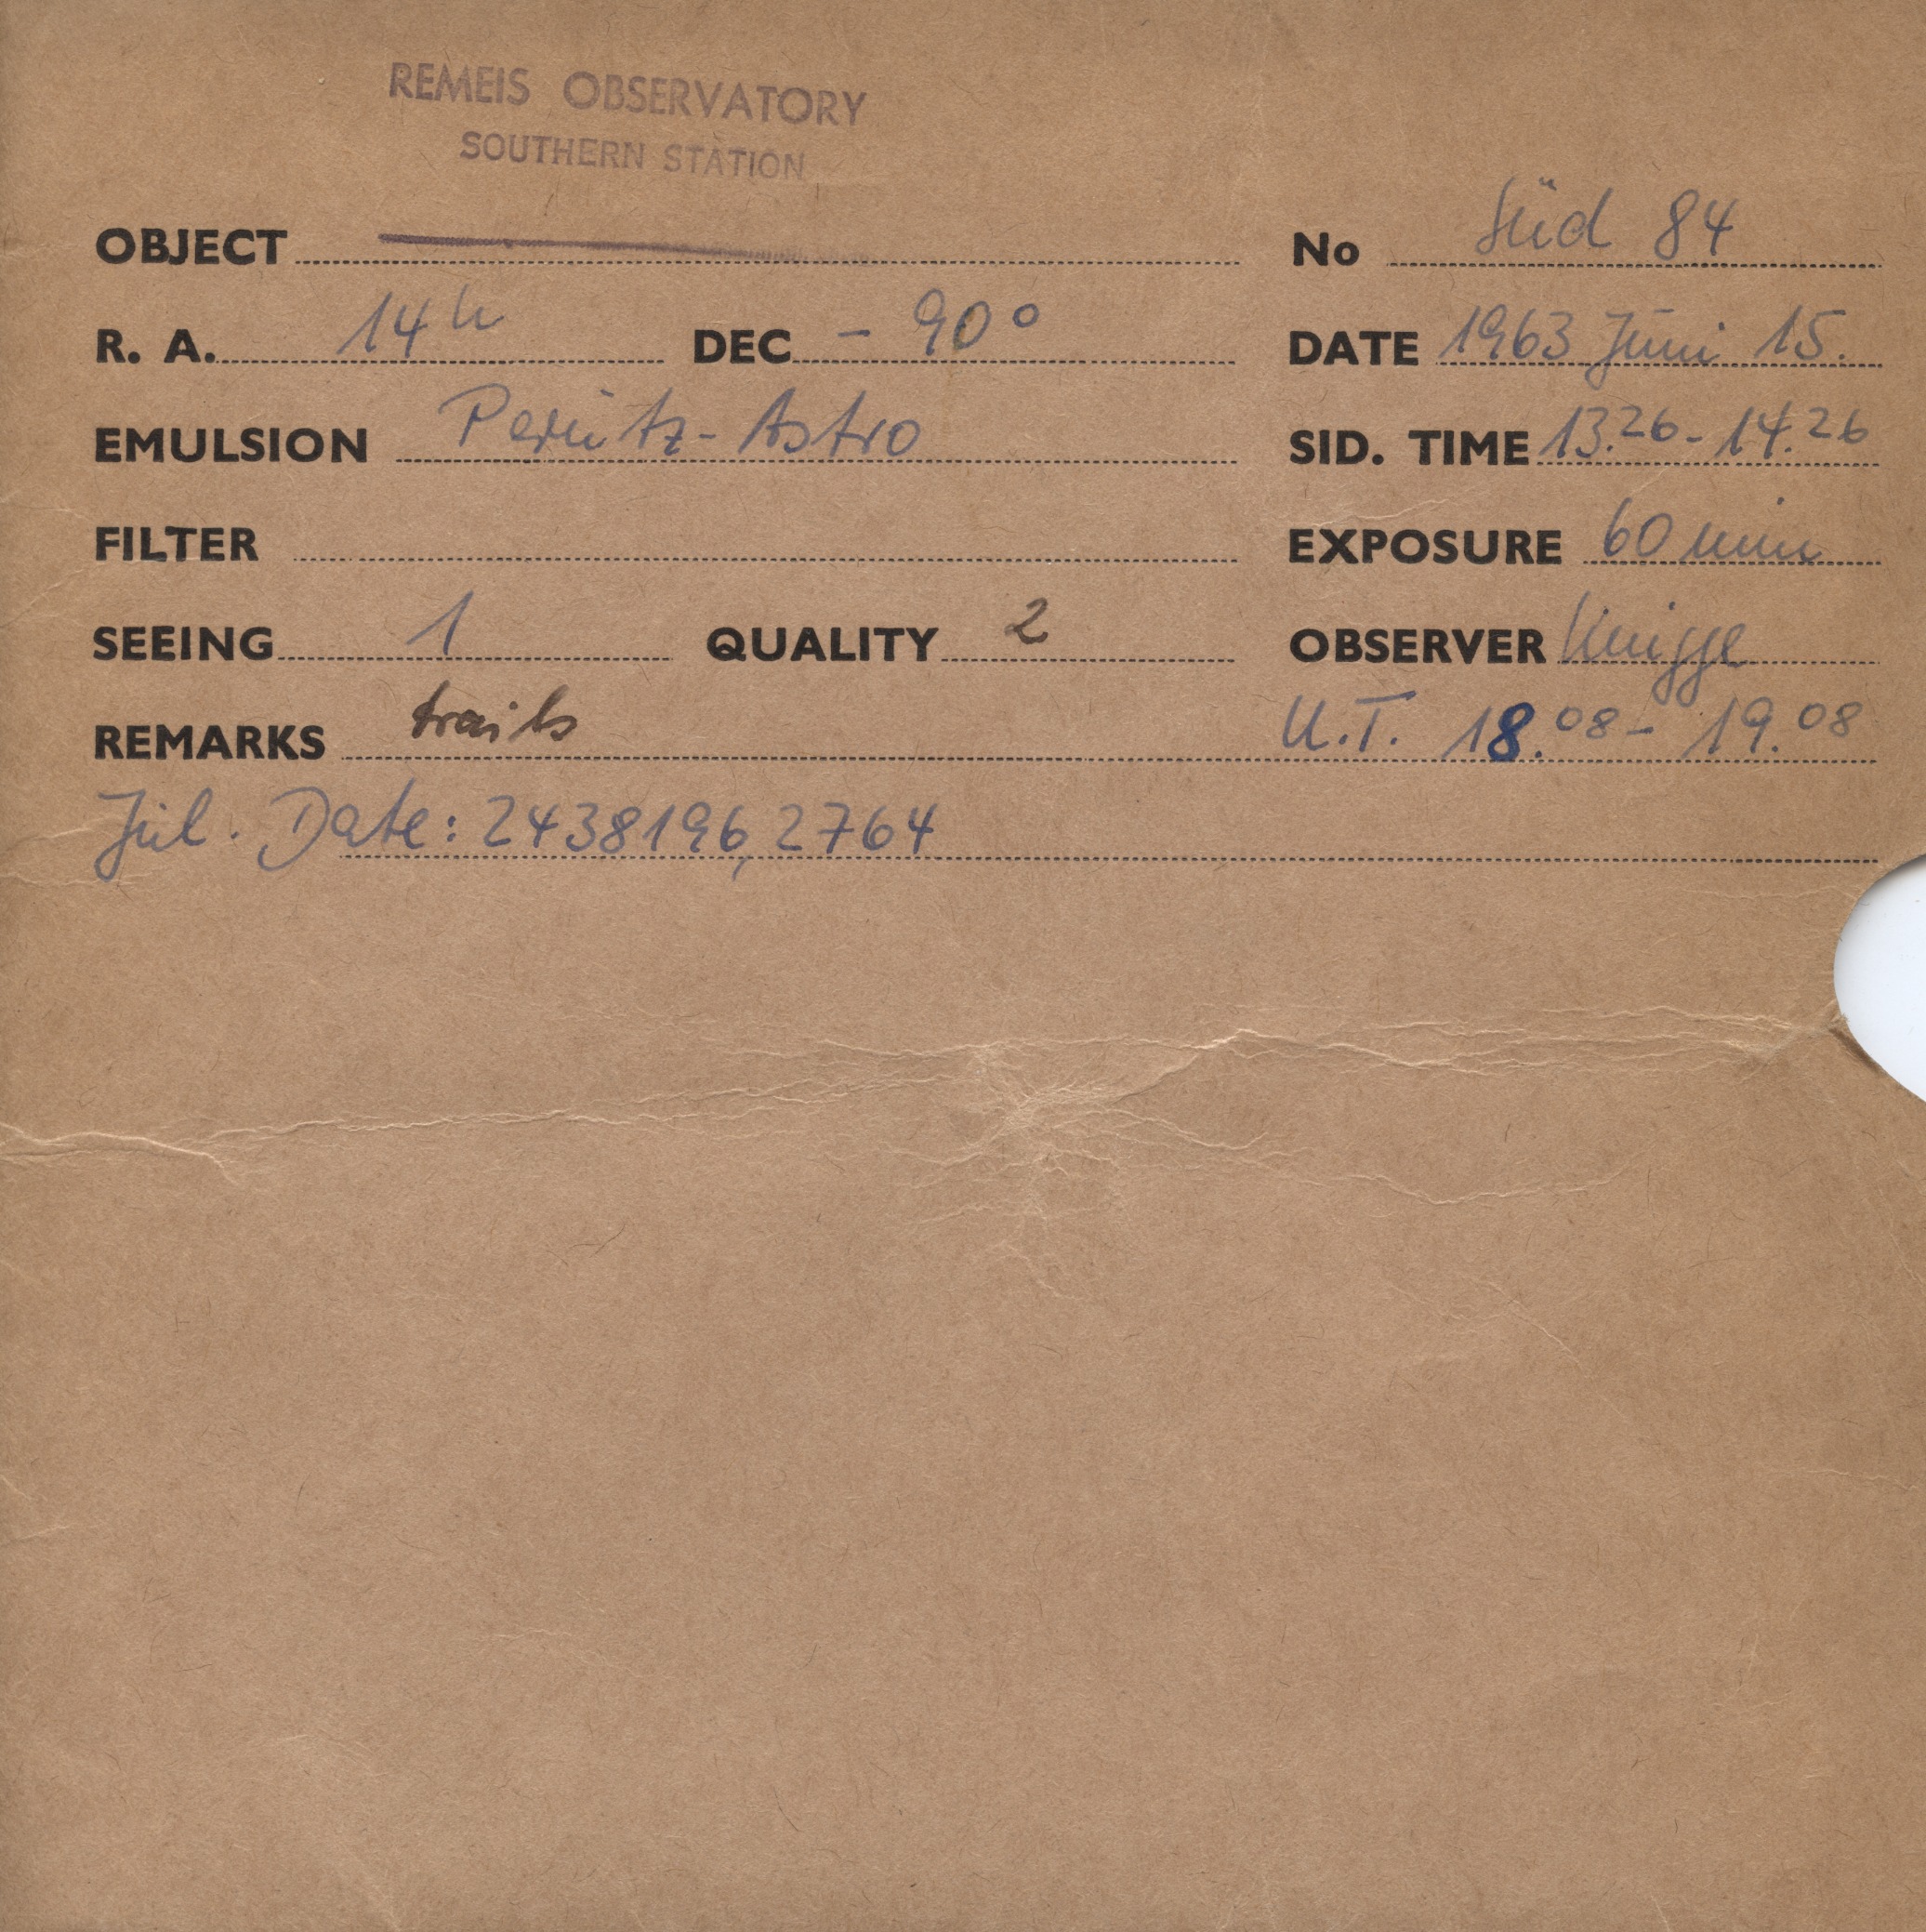 REMEIS OBSERVATORY
SOUTHERN STATION
OBJECT No Süd 84
R. A. 14h DEC - 90° DATE 1963 Juni 15.
EMULSION Perutz-Astro SID. TIME 13.26 - 14.26
FILTER EXPOSURE 60 min
SEEING 1 QUALITY 2 OBSERVER Knigge
REMARKS trails U.T. 18.08 - 19.08
Jul. Date: 2438196,2764